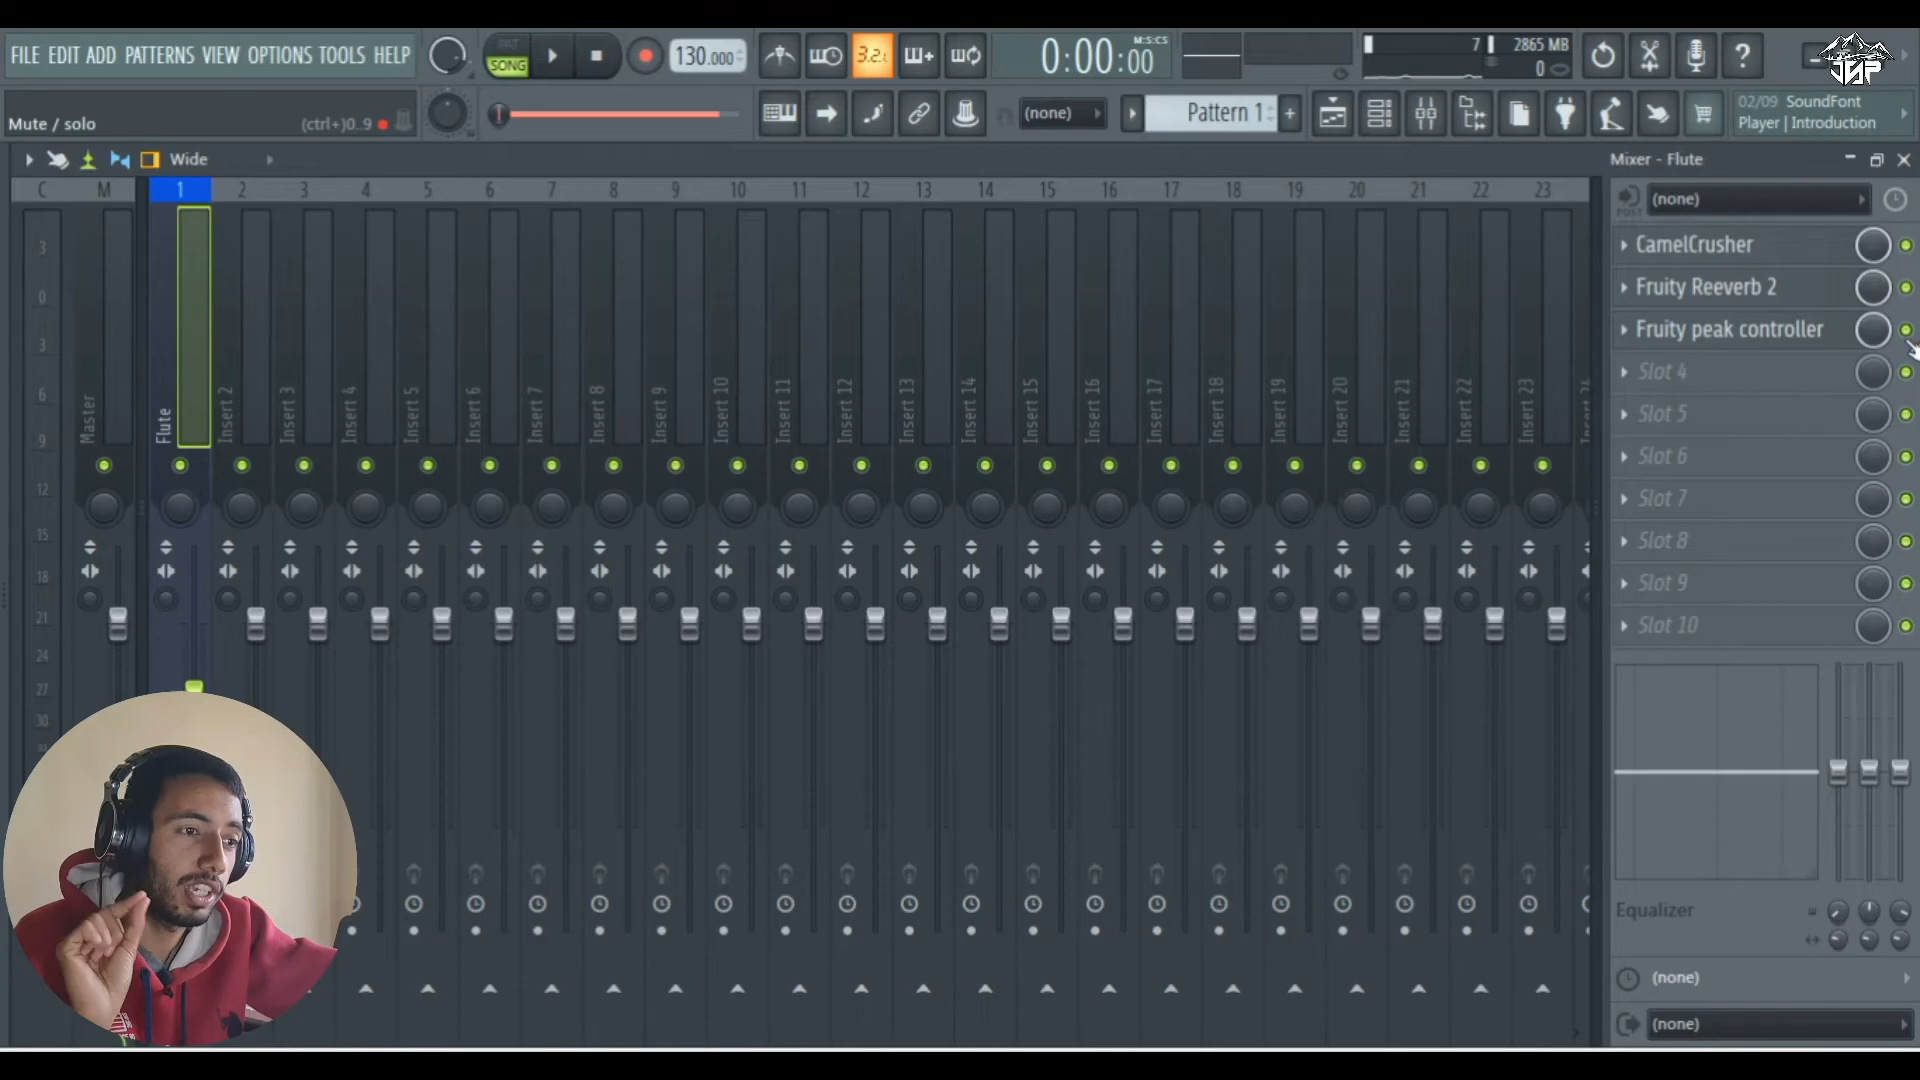 FILE EDIT ADD PATTERNS VIEW OPTIONS TOOLS HELP
PAT
SONG
130.000
3.2.
0:00:00
M:S:CS
7
2865 MB
0
?
JNP
Mute / solo
(ctrl+)0..9
(none)
Pattern 1
+
02/09 SoundFont
Player | Introduction
Wide
Mixer - Flute
C M 1 2 3 4 5 6 7 8 9 10 11 12 13 14 15 16 17 18 19 20 21 22 23
POST
(none)
CamelCrusher
Fruity Reeverb 2
Fruity peak controller
Slot 4
Slot 5
Slot 6
Slot 7
Slot 8
Slot 9
Slot 10
3
0
3
6
9
12
15
18
21
24
27
30
Master
Flute
Insert 2
Insert 3
Insert 4
Insert 5
Insert 6
Insert 7
Insert 8
Insert 9
Insert 10
Insert 11
Insert 12
Insert 13
Insert 14
Insert 15
Insert 16
Insert 17
Insert 18
Insert 19
Insert 20
Insert 21
Insert 22
Insert 23
Equalizer
(none)
(none)